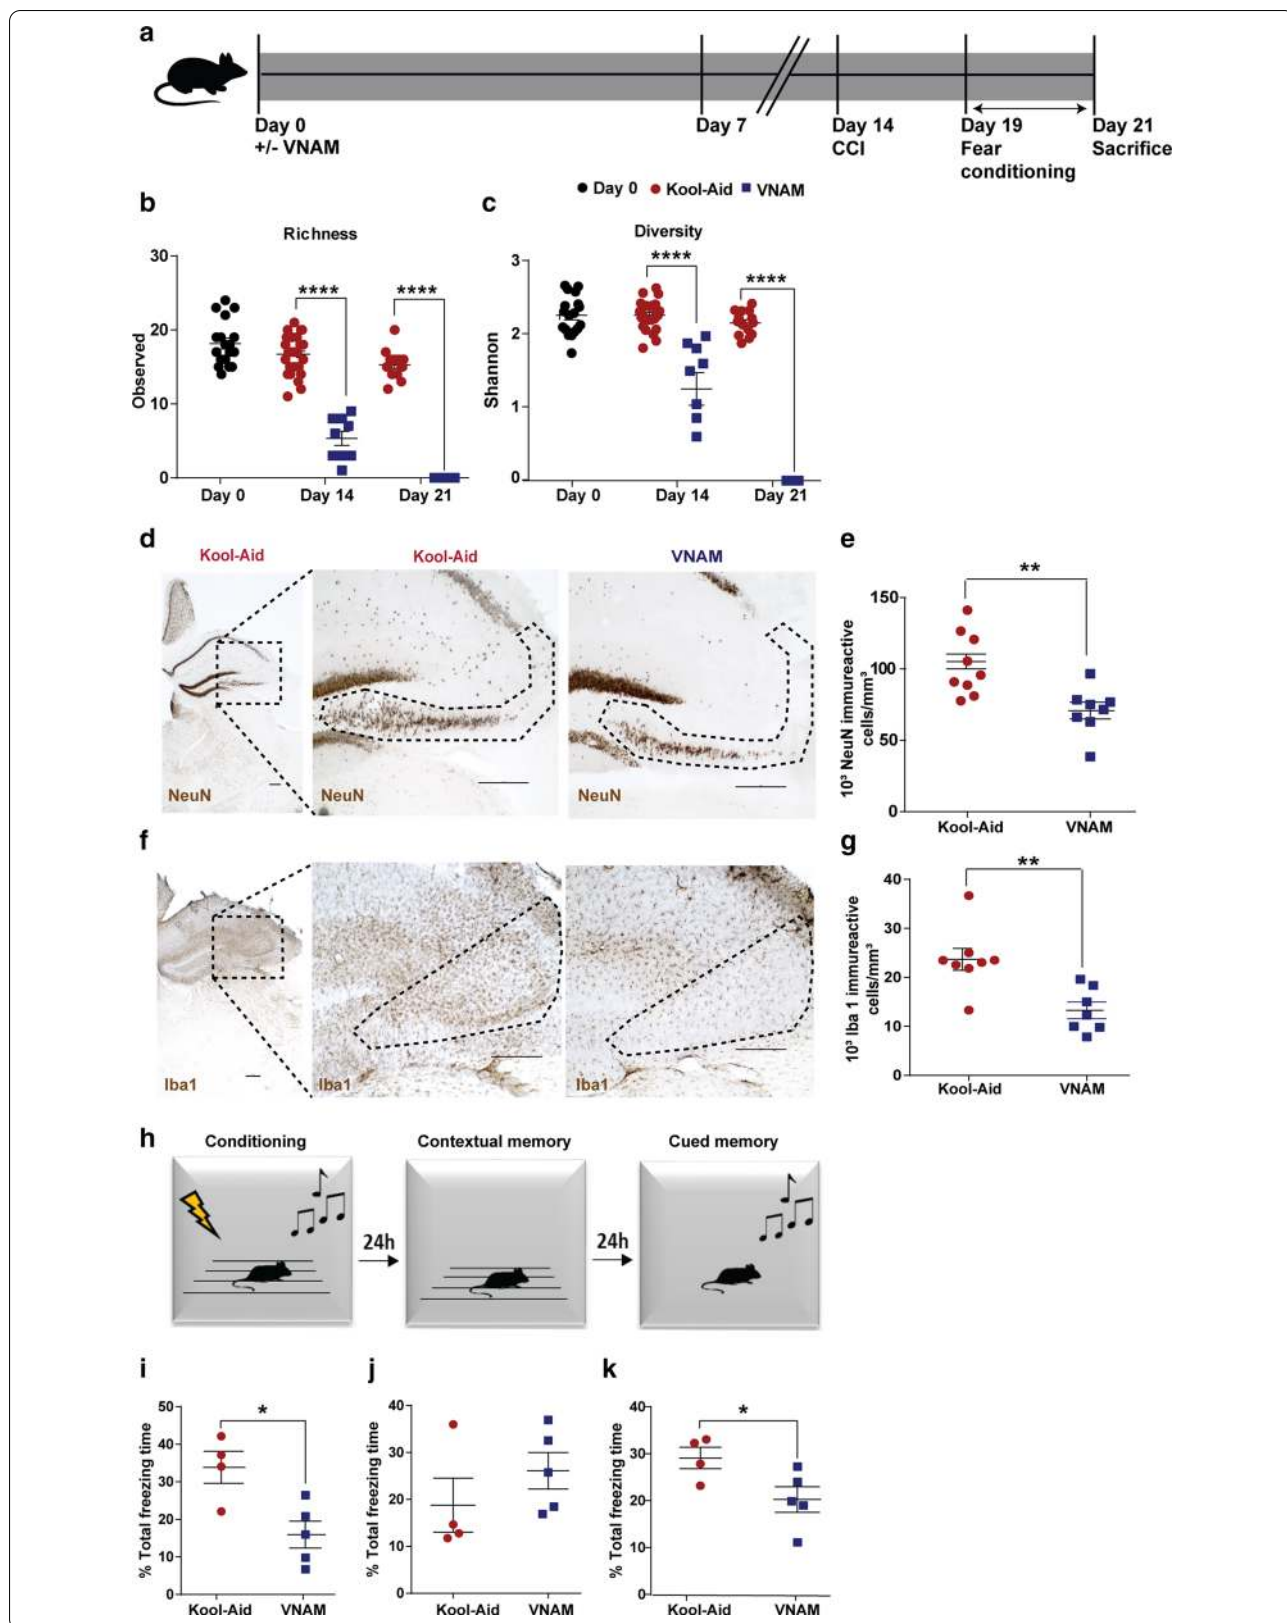 a
Day 0
+/- VNAM
Day 7
Day 14
CCI
Day 19
Fear
conditioning
Day 21
Sacrifice
Day 0 Kool-Aid VNAM
b
Richness
Observed
30
20
10
0
**** ****
Day 0 Day 14 Day 21
c
Diversity
Shannon
3
2
1
0
**** ****
Day 0 Day 14 Day 21
d
Kool-Aid Kool-Aid VNAM
NeuN NeuN NeuN
e
10³ NeuN immureactive
cells/mm³
**
150
100
50
0
Kool-Aid VNAM
f
Iba1 Iba1 Iba1
g
10³ Iba 1 immureactive
cells/mm³
**
40
30
20
10
0
Kool-Aid VNAM
h
Conditioning Contextual memory Cued memory
24h 24h
i
% Total freezing time
*
50
40
30
20
10
0
Kool-Aid VNAM
j
% Total freezing time
40
30
20
10
0
Kool-Aid VNAM
k
% Total freezing time
*
40
30
20
10
0
Kool-Aid VNAM